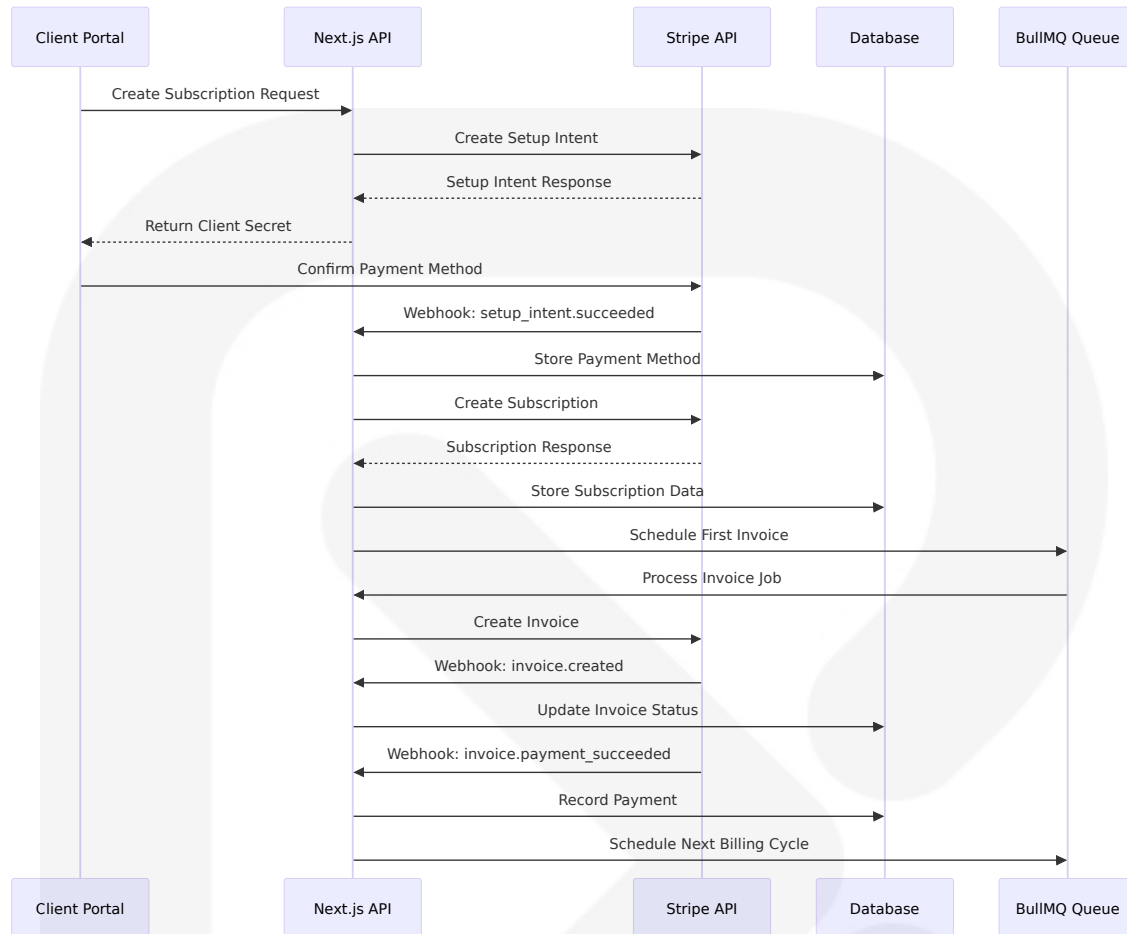 Client Portal
Next.js API
Stripe API
Database
BullMQ Queue
Create Subscription Request
Create Setup Intent
Setup Intent Response
Return Client Secret
Confirm Payment Method
Webhook: setup_intent.succeeded
Store Payment Method
Create Subscription
Subscription Response
Store Subscription Data
Schedule First Invoice
Process Invoice Job
Create Invoice
Webhook: invoice.created
Update Invoice Status
Webhook: invoice.payment_succeeded
Record Payment
Schedule Next Billing Cycle
Client Portal
Next.js API
Stripe API
Database
BullMQ Queue